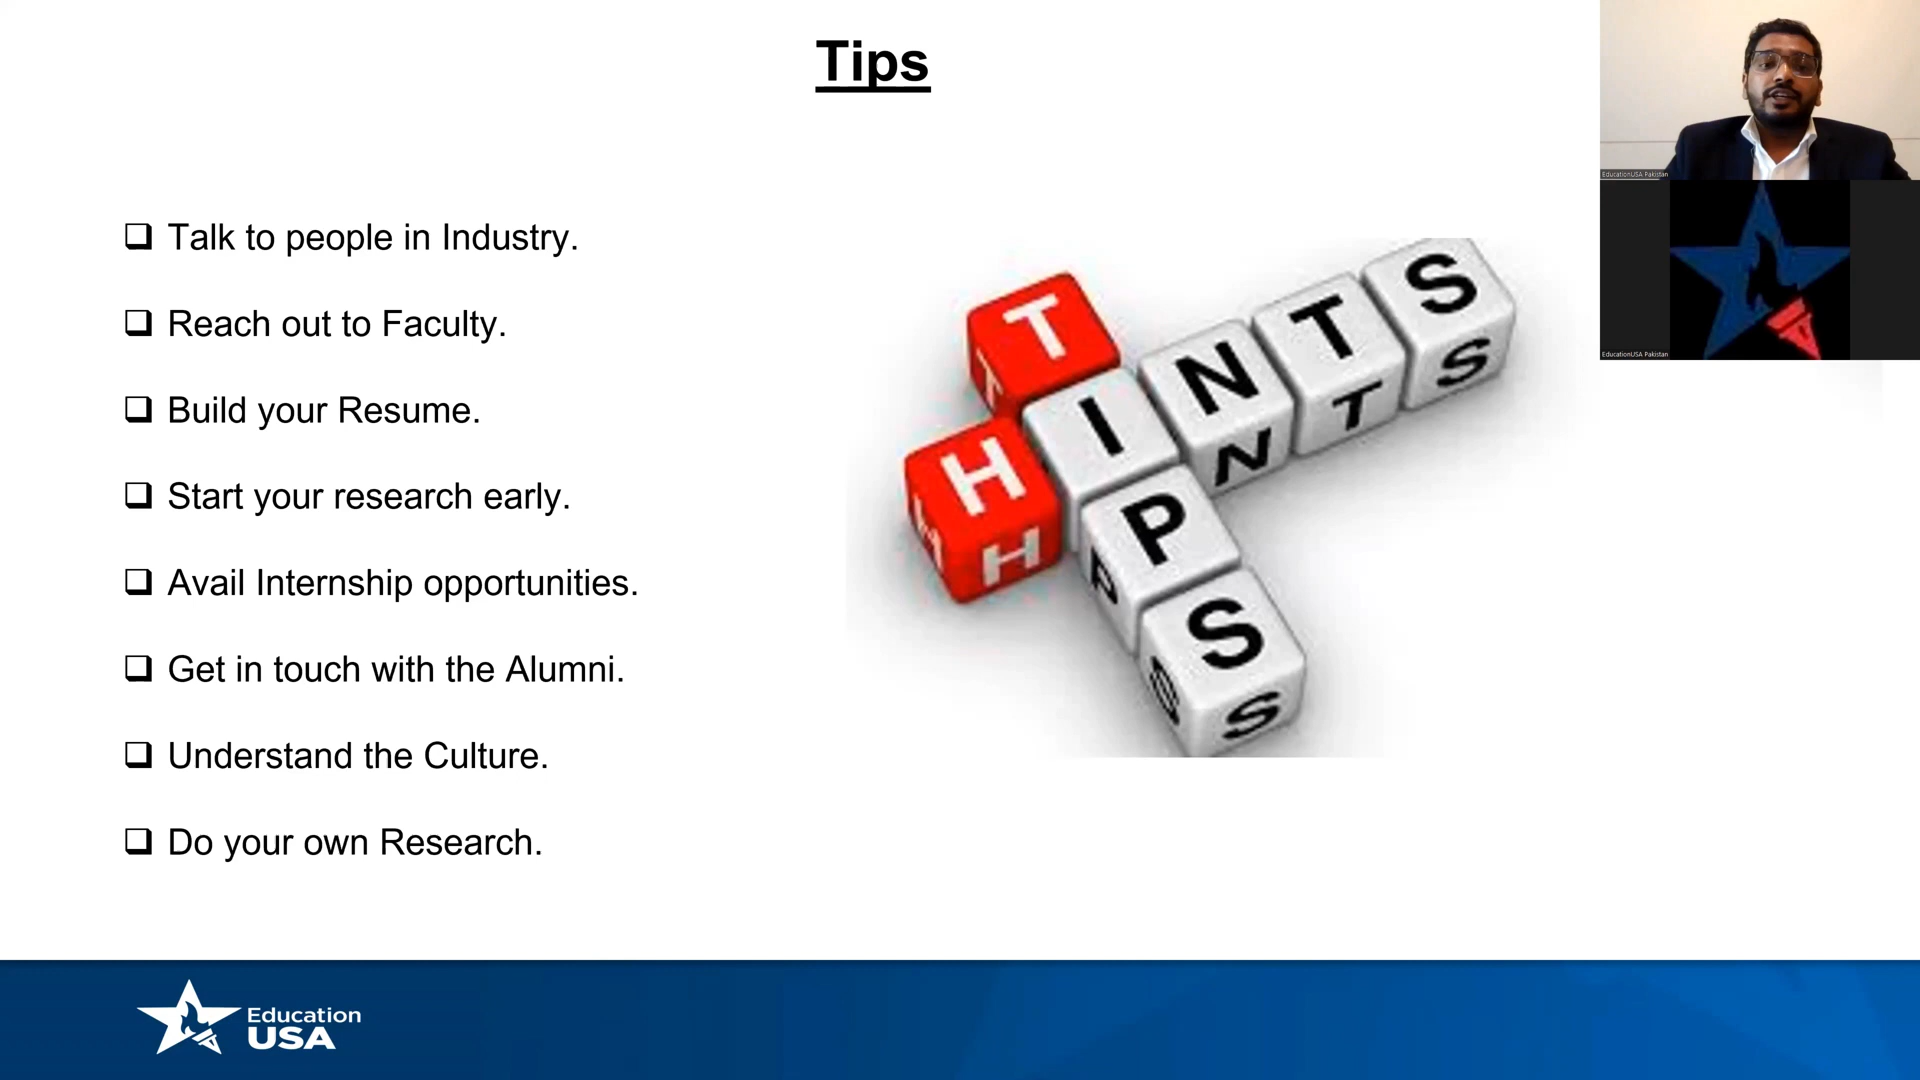 Tips
EducationUSA Pakistan
EducationUSA Pakistan
Talk to people in Industry.
Reach out to Faculty.
Build your Resume.
Start your research early.
Avail Internship opportunities.
Get in touch with the Alumni.
Understand the Culture.
Do your own Research.
HINTS
TIPS
Education
USA